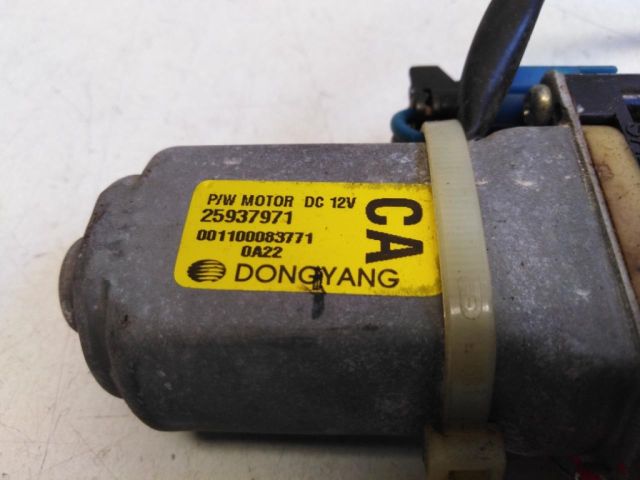 P/W MOTOR DC 12V
25937971
001100083771
0A22
DONGYANG
CA